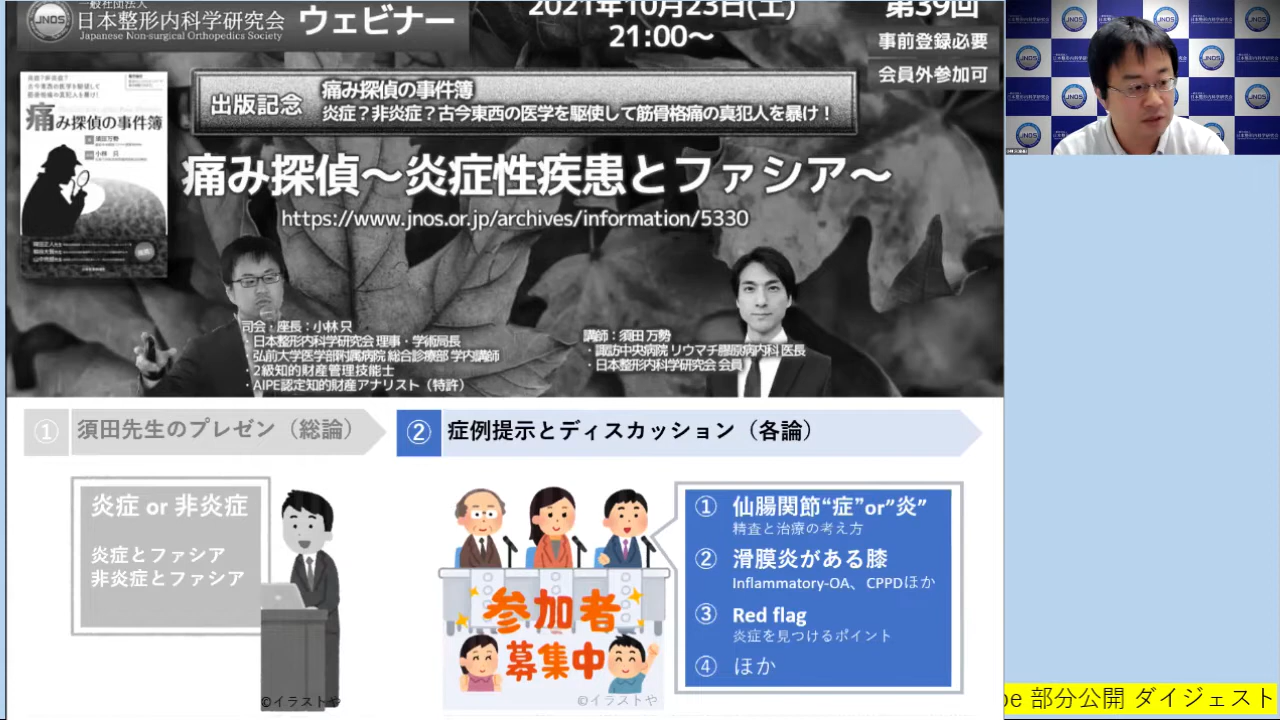 一般社団法人
日本整形内科学研究会
Japanese Non-surgical Orthopedics Society
ウェビナー
2021年10月23日(土)
21:00～
第39回
事前登録必要
会員外参加可
出版記念
痛み探偵の事件簿
炎症？非炎症？古今東西の医学を駆使して筋骨格痛の真犯人を暴け！
痛み探偵の事件簿
痛み探偵～炎症性疾患とファシア～
https://www.jnos.or.jp/archives/information/5330
司会・座長：小林 只
・日本整形内科学研究会 理事・学術局長
・弘前大学医学部附属病院 総合診療部 学内講師
・2級知的財産管理技能士
・AIPE認定知的財産アナリスト（特許）
講師：須田 万勢
・諏訪中央病院 リウマチ膠原病内科 医長
・日本整形内科学研究会 会員
① 須田先生のプレゼン（総論）
② 症例提示とディスカッション（各論）
炎症 or 非炎症
炎症とファシア
非炎症とファシア
©イラストや
参加者
募集中
©イラストや
① 仙腸関節“症”or”炎”
精査と治療の考え方
② 滑膜炎がある膝
Inflammatory-OA、CPPDほか
③ Red flag
炎症を見つけるポイント
④ ほか
JNOS
部分公開 ダイジェスト